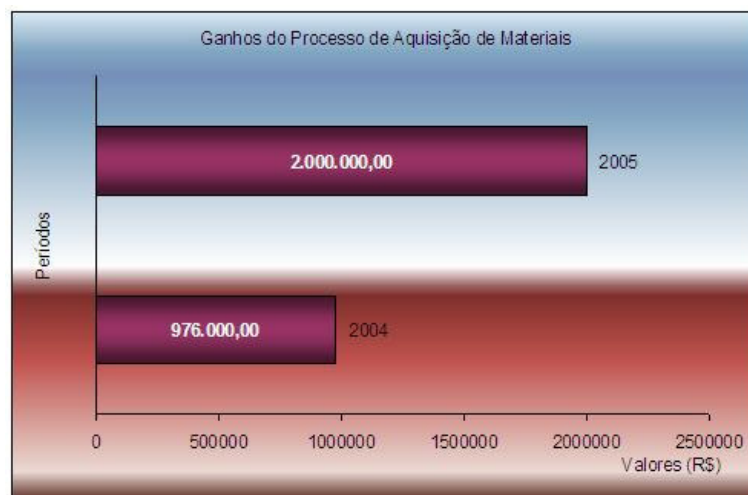 Ganhos do Processo de Aquisição de Materiais
Períodos
2.000.000,00 2005
976.000,00 2004
0 500000 1000000 1500000 2000000 2500000
Valores (R$)